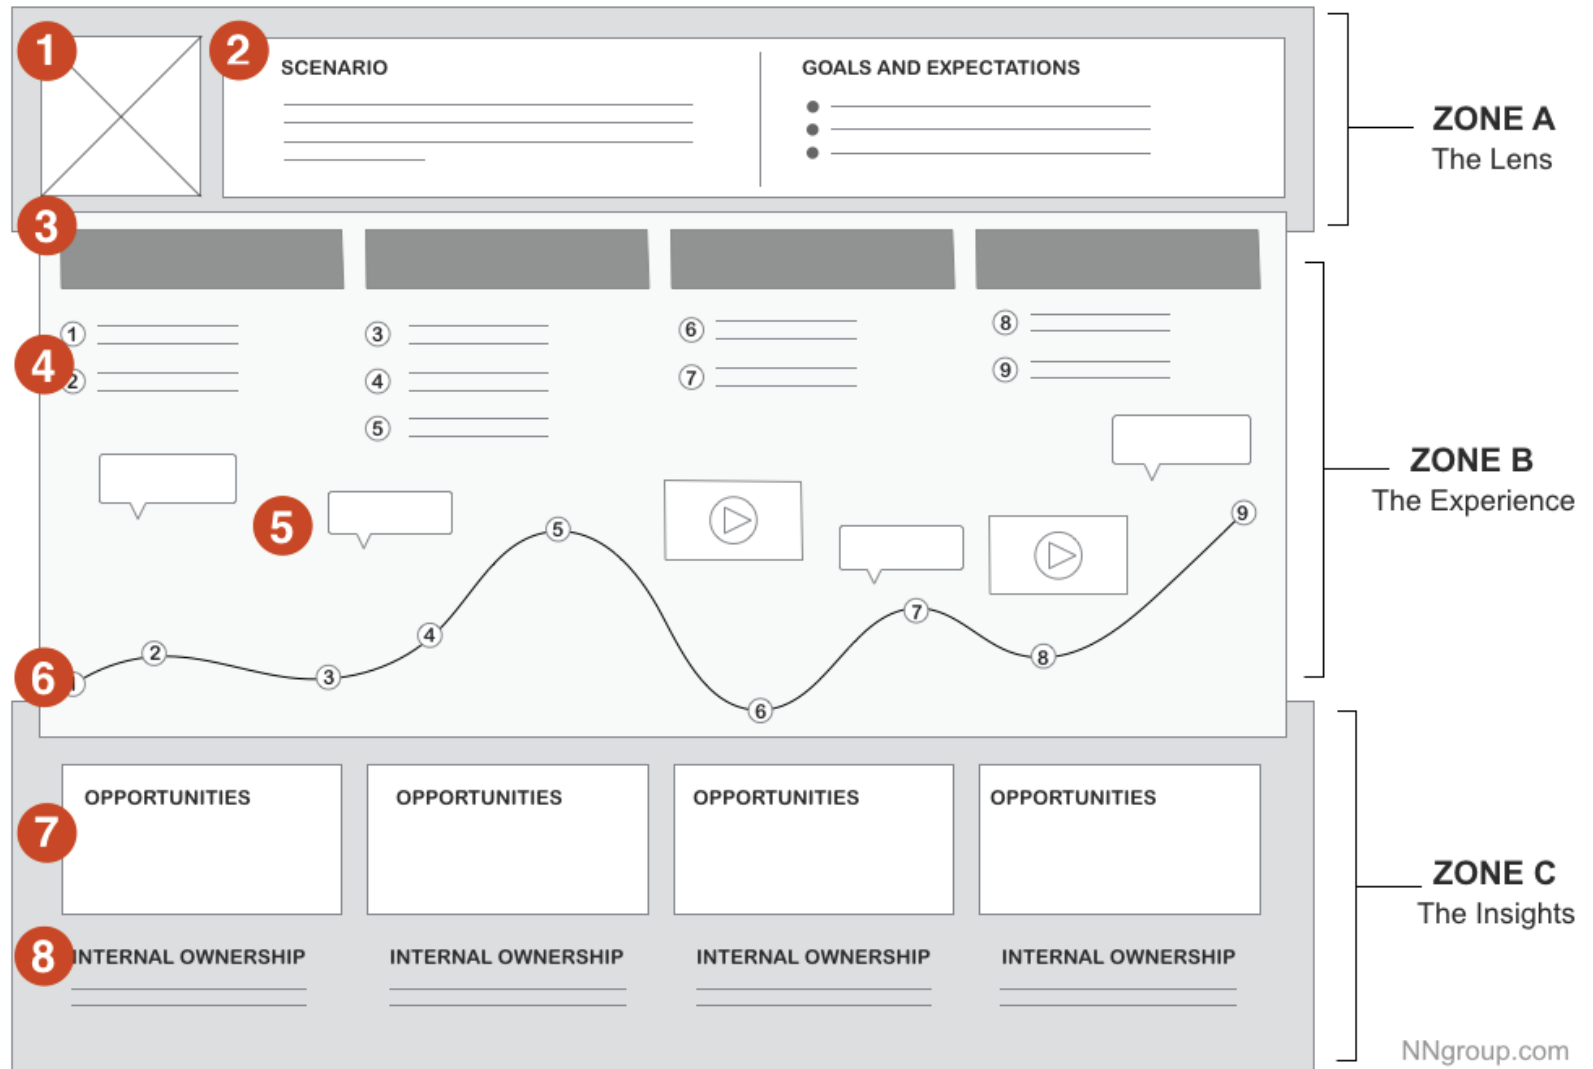 1
2
SCENARIO
GOALS AND EXPECTATIONS
ZONE A
The Lens
3
4
1
2
3
4
5
6
7
8
9
5
6
1
2
3
4
5
6
7
8
9
ZONE B
The Experience
7
OPPORTUNITIES
OPPORTUNITIES
OPPORTUNITIES
OPPORTUNITIES
ZONE C
The Insights
8
INTERNAL OWNERSHIP
INTERNAL OWNERSHIP
INTERNAL OWNERSHIP
INTERNAL OWNERSHIP
NNgroup.com